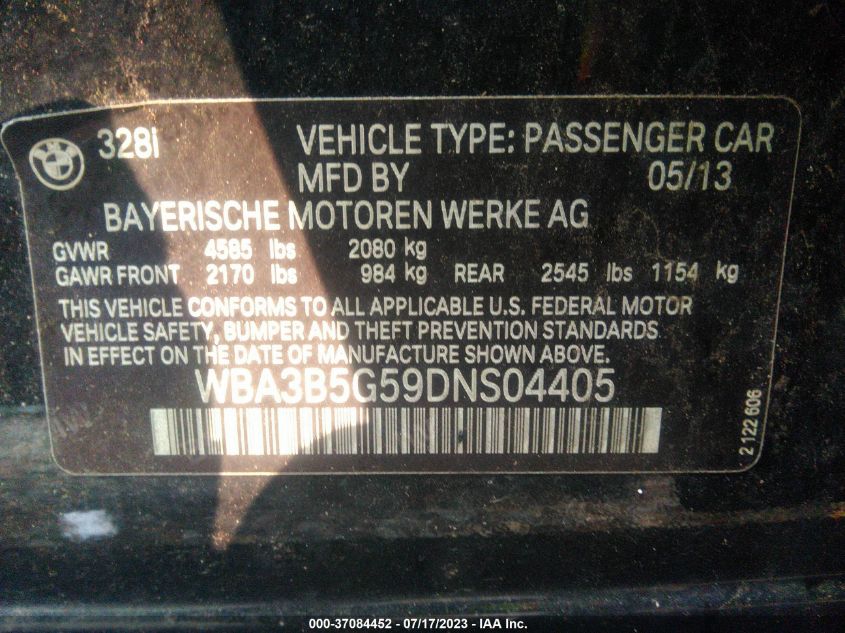 BMW
328i VEHICLE TYPE: PASSENGER CAR
MFD BY 05/13
BAYERISCHE MOTOREN WERKE AG
GVWR 4585 lbs 2080 kg
GAWR FRONT 2170 lbs 984 kg REAR 2545 lbs 1154 kg
THIS VEHICLE CONFORMS TO ALL APPLICABLE U.S. FEDERAL MOTOR
VEHICLE SAFETY, BUMPER AND THEFT PREVENTION STANDARDS
IN EFFECT ON THE DATE OF MANUFACTURE SHOWN ABOVE.
WBA3B5G59DNS04405
2 122 606
000-37084452 - 07/17/2023 - IAA Inc.